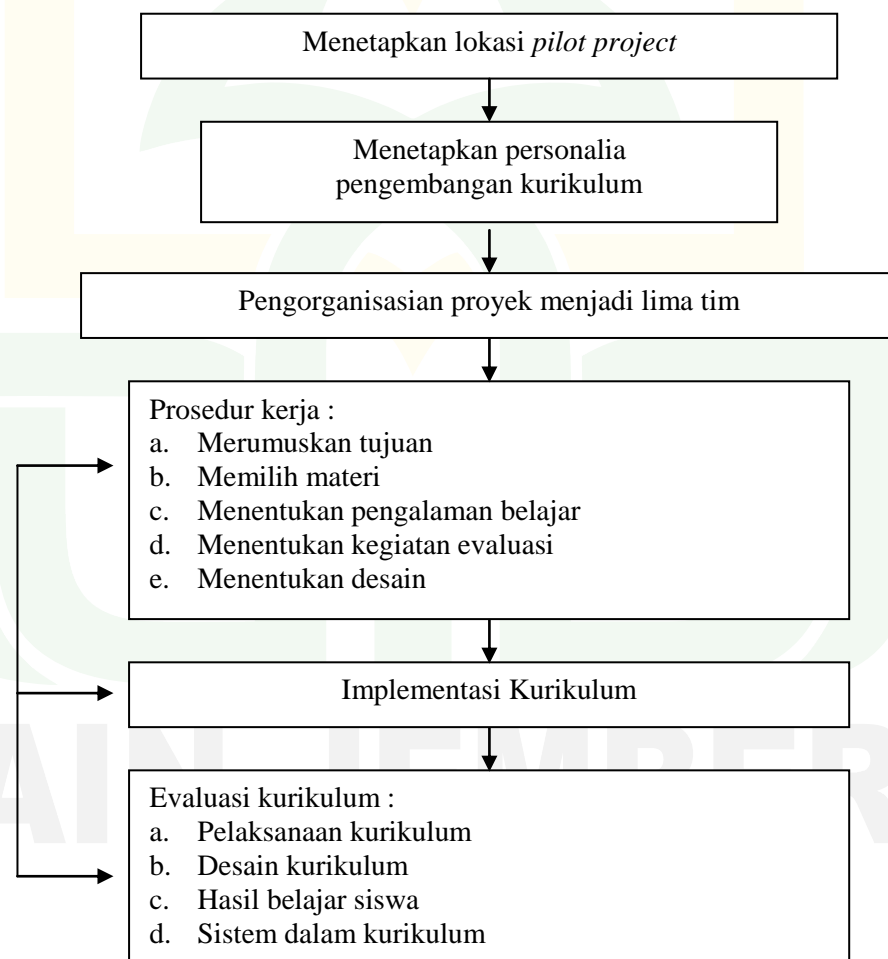 Menetapkan lokasi pilot project
Menetapkan personalia
pengembangan kurikulum
Pengorganisasian proyek menjadi lima tim
Prosedur kerja :
a. Merumuskan tujuan
b. Memilih materi
c. Menentukan pengalaman belajar
d. Menentukan kegiatan evaluasi
e. Menentukan desain
Implementasi Kurikulum
AIN JEMBER
Evaluasi kurikulum :
a. Pelaksanaan kurikulum
b. Desain kurikulum
c. Hasil belajar siswa
d. Sistem dalam kurikulum